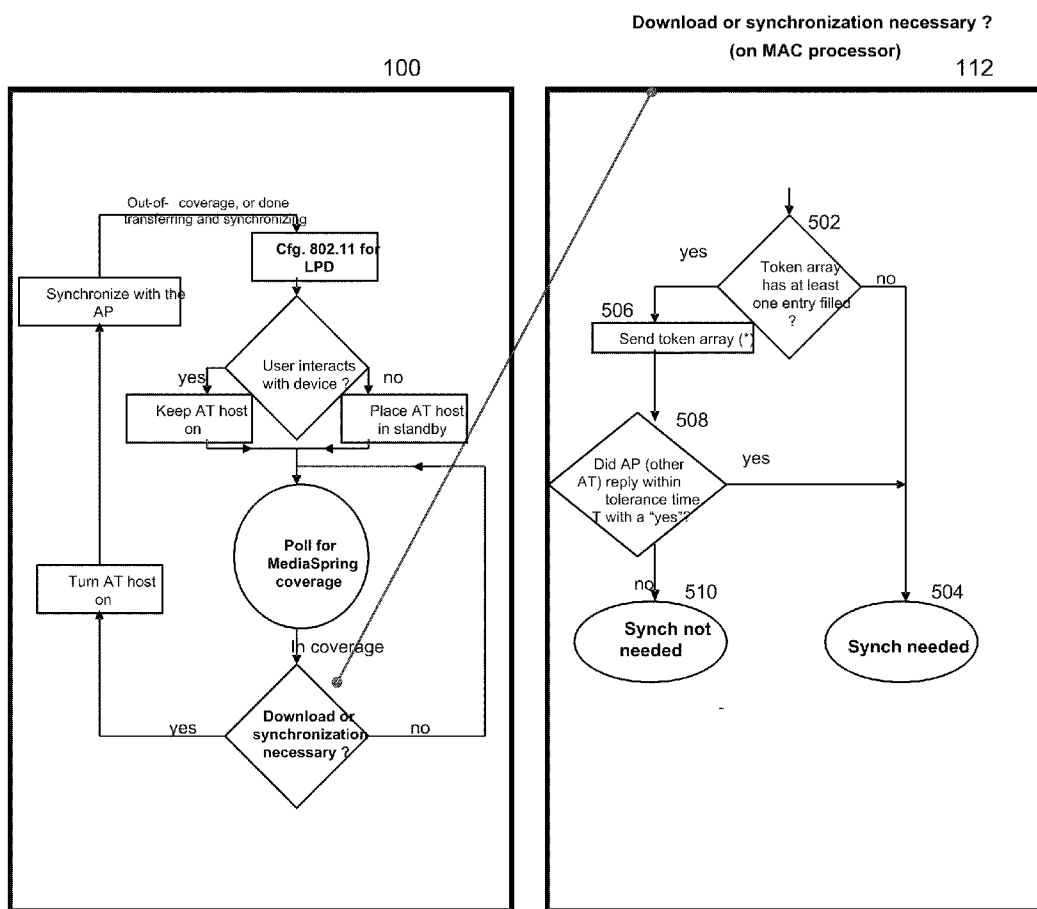 Download or synchronization necessary ?
(on MAC processor)
100
112
Out-of- coverage, or done
transferring and synchronizing
Cfg. 802.11 for
LPD
Synchronize with the
AP
User interacts
with device ?
yes
no
Keep AT host
on
Place AT host
in standby
Poll for
MediaSpring
coverage
Turn AT host
on
In coverage
Download or
synchronization
necessary ?
yes
no
502
yes
Token array
has at least
one entry filled
?
no
506
Send token array (*)
508
Did AP (other
AT) reply within
tolerance time
T with a “yes”?
yes
no
510
Synch not
needed
504
Synch needed